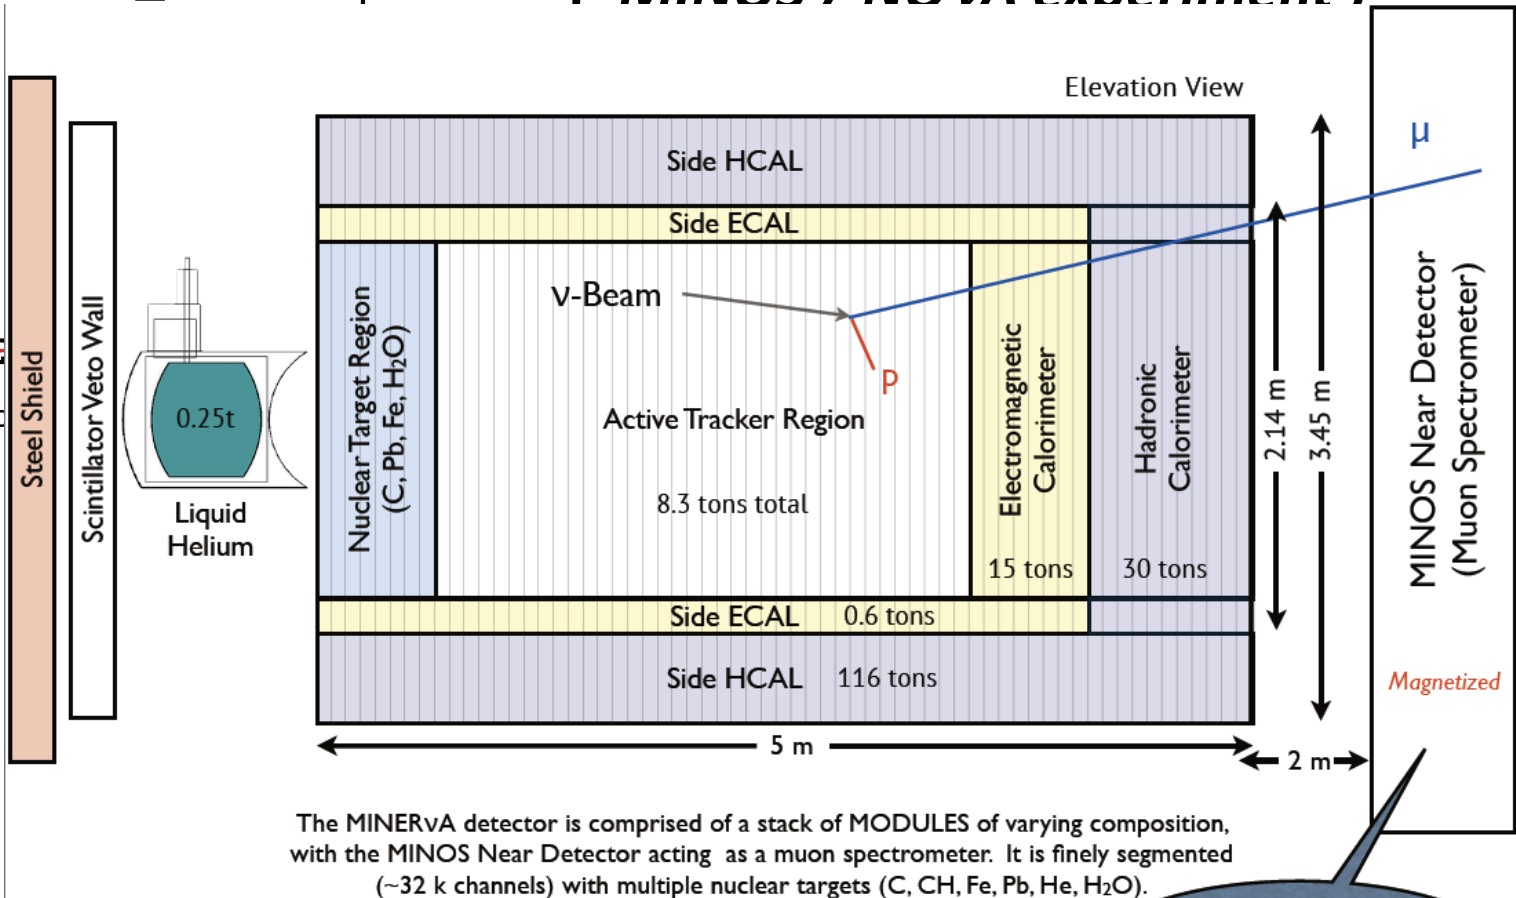 MINOS / NOνA experiment
Elevation View
μ
Side HCAL
Side ECAL
ν-Beam
p
Steel Shield
Scintillator Veto Wall
0.25t
Liquid
Helium
Nuclear Target Region
(C, Pb, Fe, H₂O)
Active Tracker Region
8.3 tons total
Electromagnetic
Calorimeter
15 tons
Hadronic
Calorimeter
30 tons
2.14 m
3.45 m
MINOS Near Detector
(Muon Spectrometer)
Side ECAL 0.6 tons
Side HCAL 116 tons
Magnetized
5 m
2 m
The MINERνA detector is comprised of a stack of MODULES of varying composition,
with the MINOS Near Detector acting as a muon spectrometer. It is finely segmented
(~32 k channels) with multiple nuclear targets (C, CH, Fe, Pb, He, H₂O).